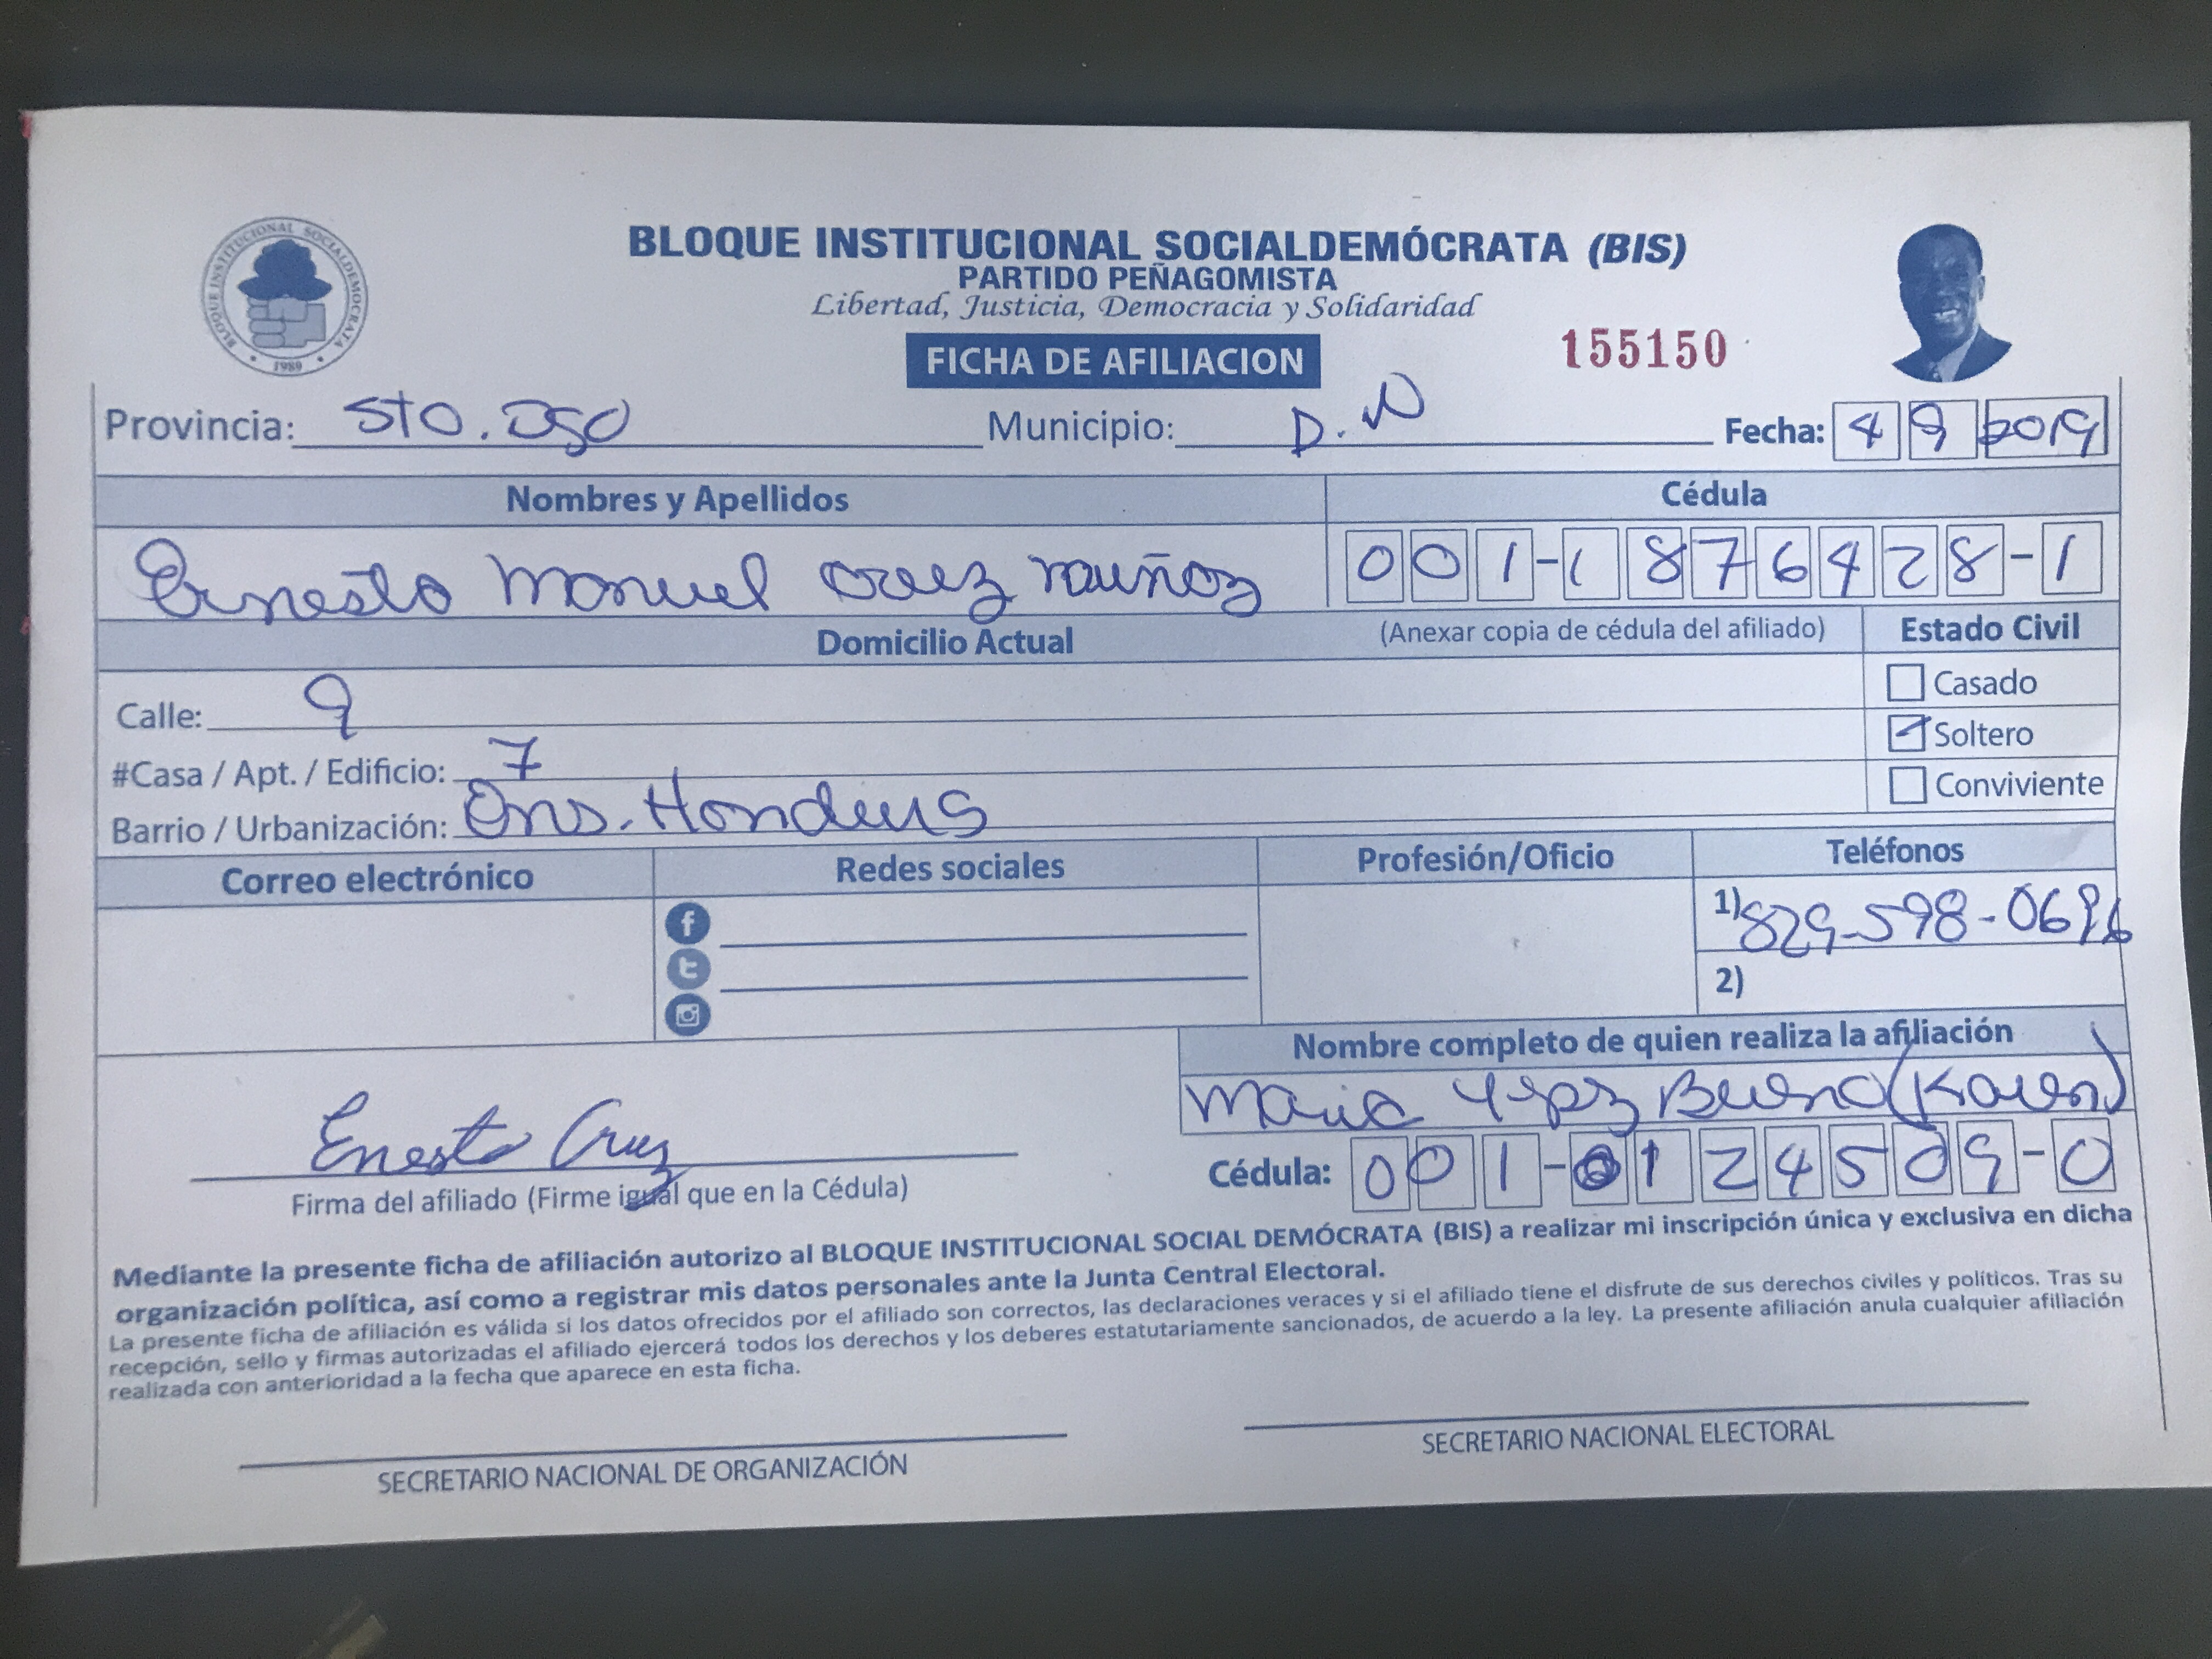 BLOQUE INSTITUCIONAL SOCIALDEMOCRATA
1989
BLOQUE INSTITUCIONAL SOCIALDEMÓCRATA (BIS)
PARTIDO PEÑAGOMISTA
Libertad, Justicia, Democracia y Solidaridad
FICHA DE AFILIACION
155150
Provincia: STO. DGO Municipio: D.N Fecha: 4 9 2019
Nombres y Apellidos Cédula
Ernesto Manuel Cruz Muñoz 001-1876428-1
Domicilio Actual (Anexar copia de cédula del afiliado) Estado Civil
Calle: 9 Casado
#Casa / Apt. / Edificio: 7 Soltero
Barrio / Urbanización: Ens. Honduras Conviviente
Correo electrónico Redes sociales Profesión/Oficio Teléfonos
1) 829-598-0696
2)
Nombre completo de quien realiza la afiliación
Maria Bueno (Karen)
Ernesto Cruz
Cédula: 001-0124509-0
Firma del afiliado (Firme igual que en la Cédula)
Mediante la presente ficha de afiliación autorizo al BLOQUE INSTITUCIONAL SOCIAL DEMÓCRATA (BIS) a realizar mi inscripción única y exclusiva en dicha
organización política, así como a registrar mis datos personales ante la Junta Central Electoral.
La presente ficha de afiliación es válida si los datos ofrecidos por el afiliado son correctos, las declaraciones veraces y si el afiliado tiene el disfrute de sus derechos civiles y políticos. Tras su
recepción, sello y firmas autorizadas el afiliado ejercerá todos los derechos y los deberes estatutariamente sancionados, de acuerdo a la ley. La presente afiliación anula cualquier afiliación
realizada con anterioridad a la fecha que aparece en esta ficha.
SECRETARIO NACIONAL DE ORGANIZACIÓN SECRETARIO NACIONAL ELECTORAL